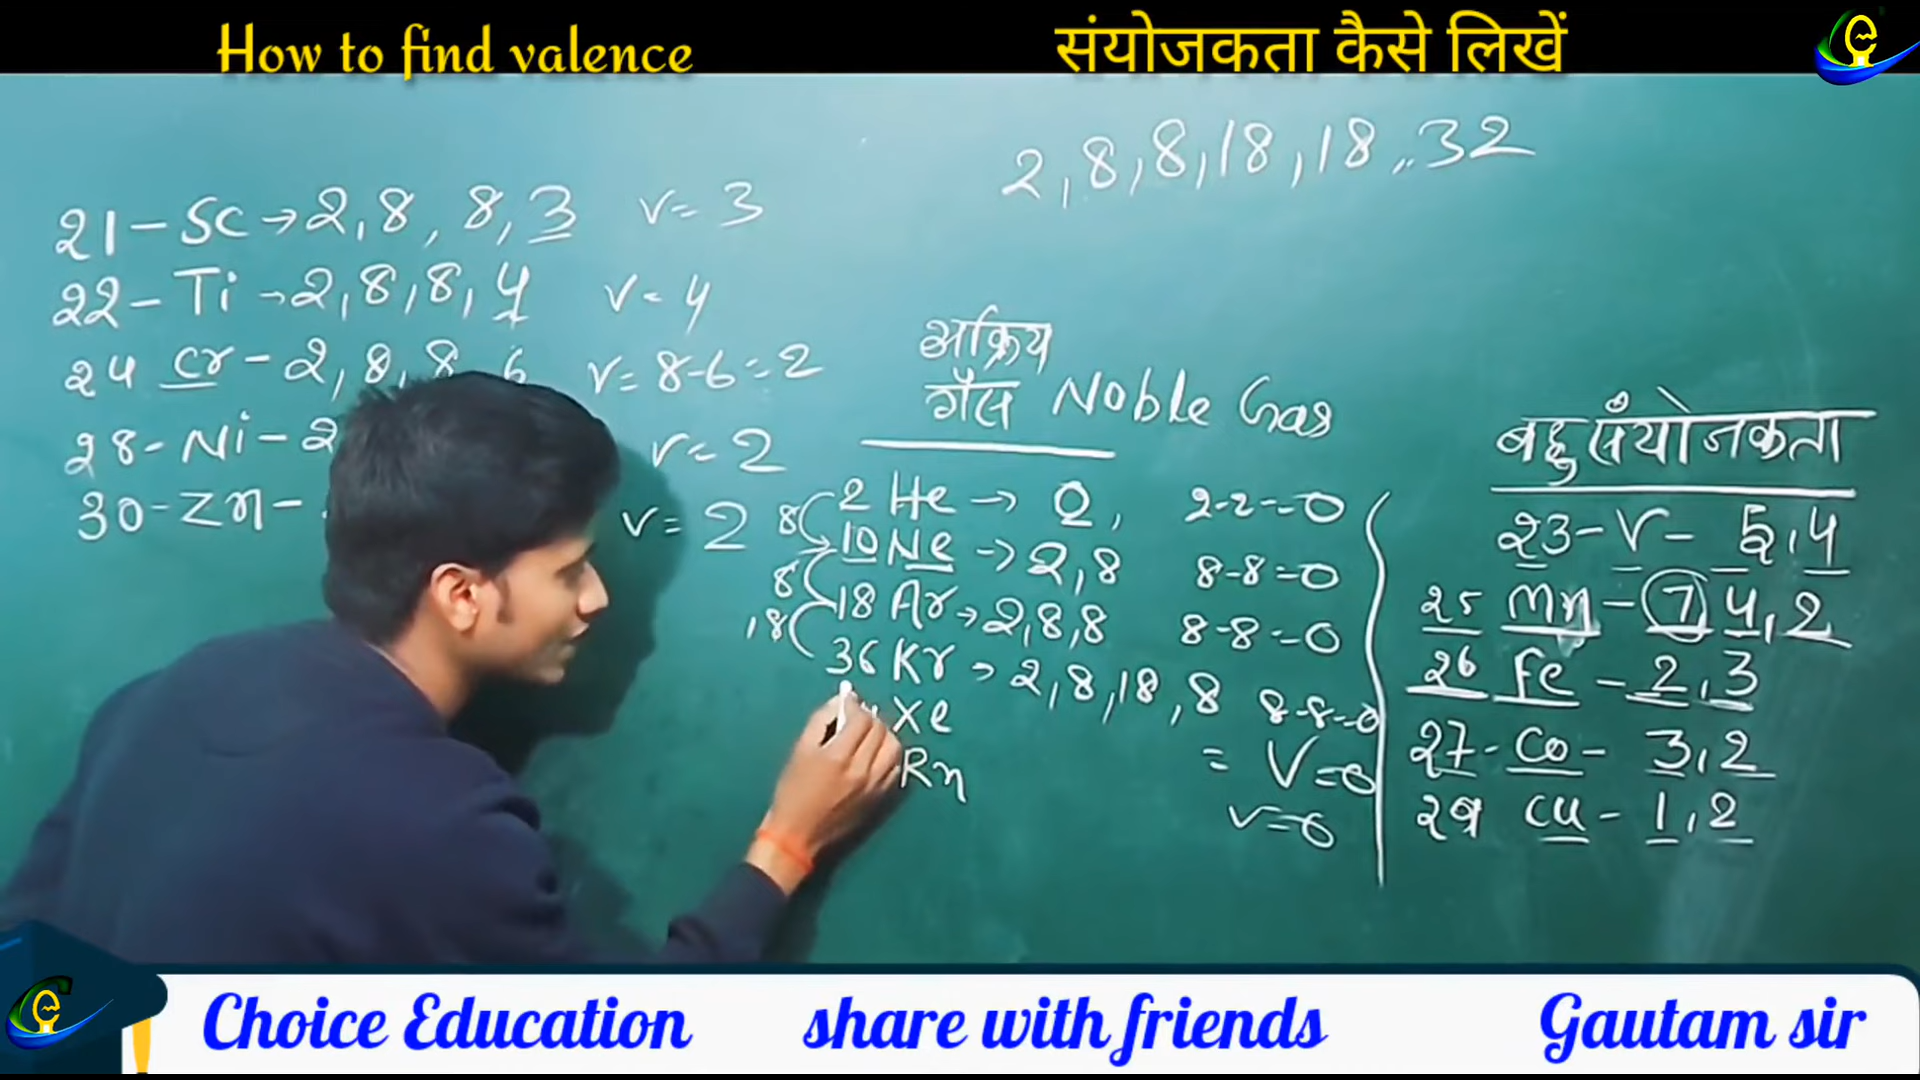 How to find valence
संयोजकता कैसे लिखें
2,8,8,18,18,32
21-Sc→2,8,8,3 v=3
22-Ti→2,8,8,4 v=4
24 Cr-2,8,8,6 v=8-6=2
28-Ni-2 v=2
30-Zn- v=2
अक्रिय
गैस Noble Gas
2 He→ 2, 2-2=0
8
10 Ne→2,8 8-8=0
8
18 Ar→2,8,8 8-8=0
18
36 Kr→2,8,18,8 8-8=0
Xe = V=0
Rn v=0
बहुसंयोजकता
23-V-5,4
25 Mn-7,4,2
26 Fe-2,3
27-Co-3,2
29 Cu-1,2
Choice Education share with friends Gautam sir